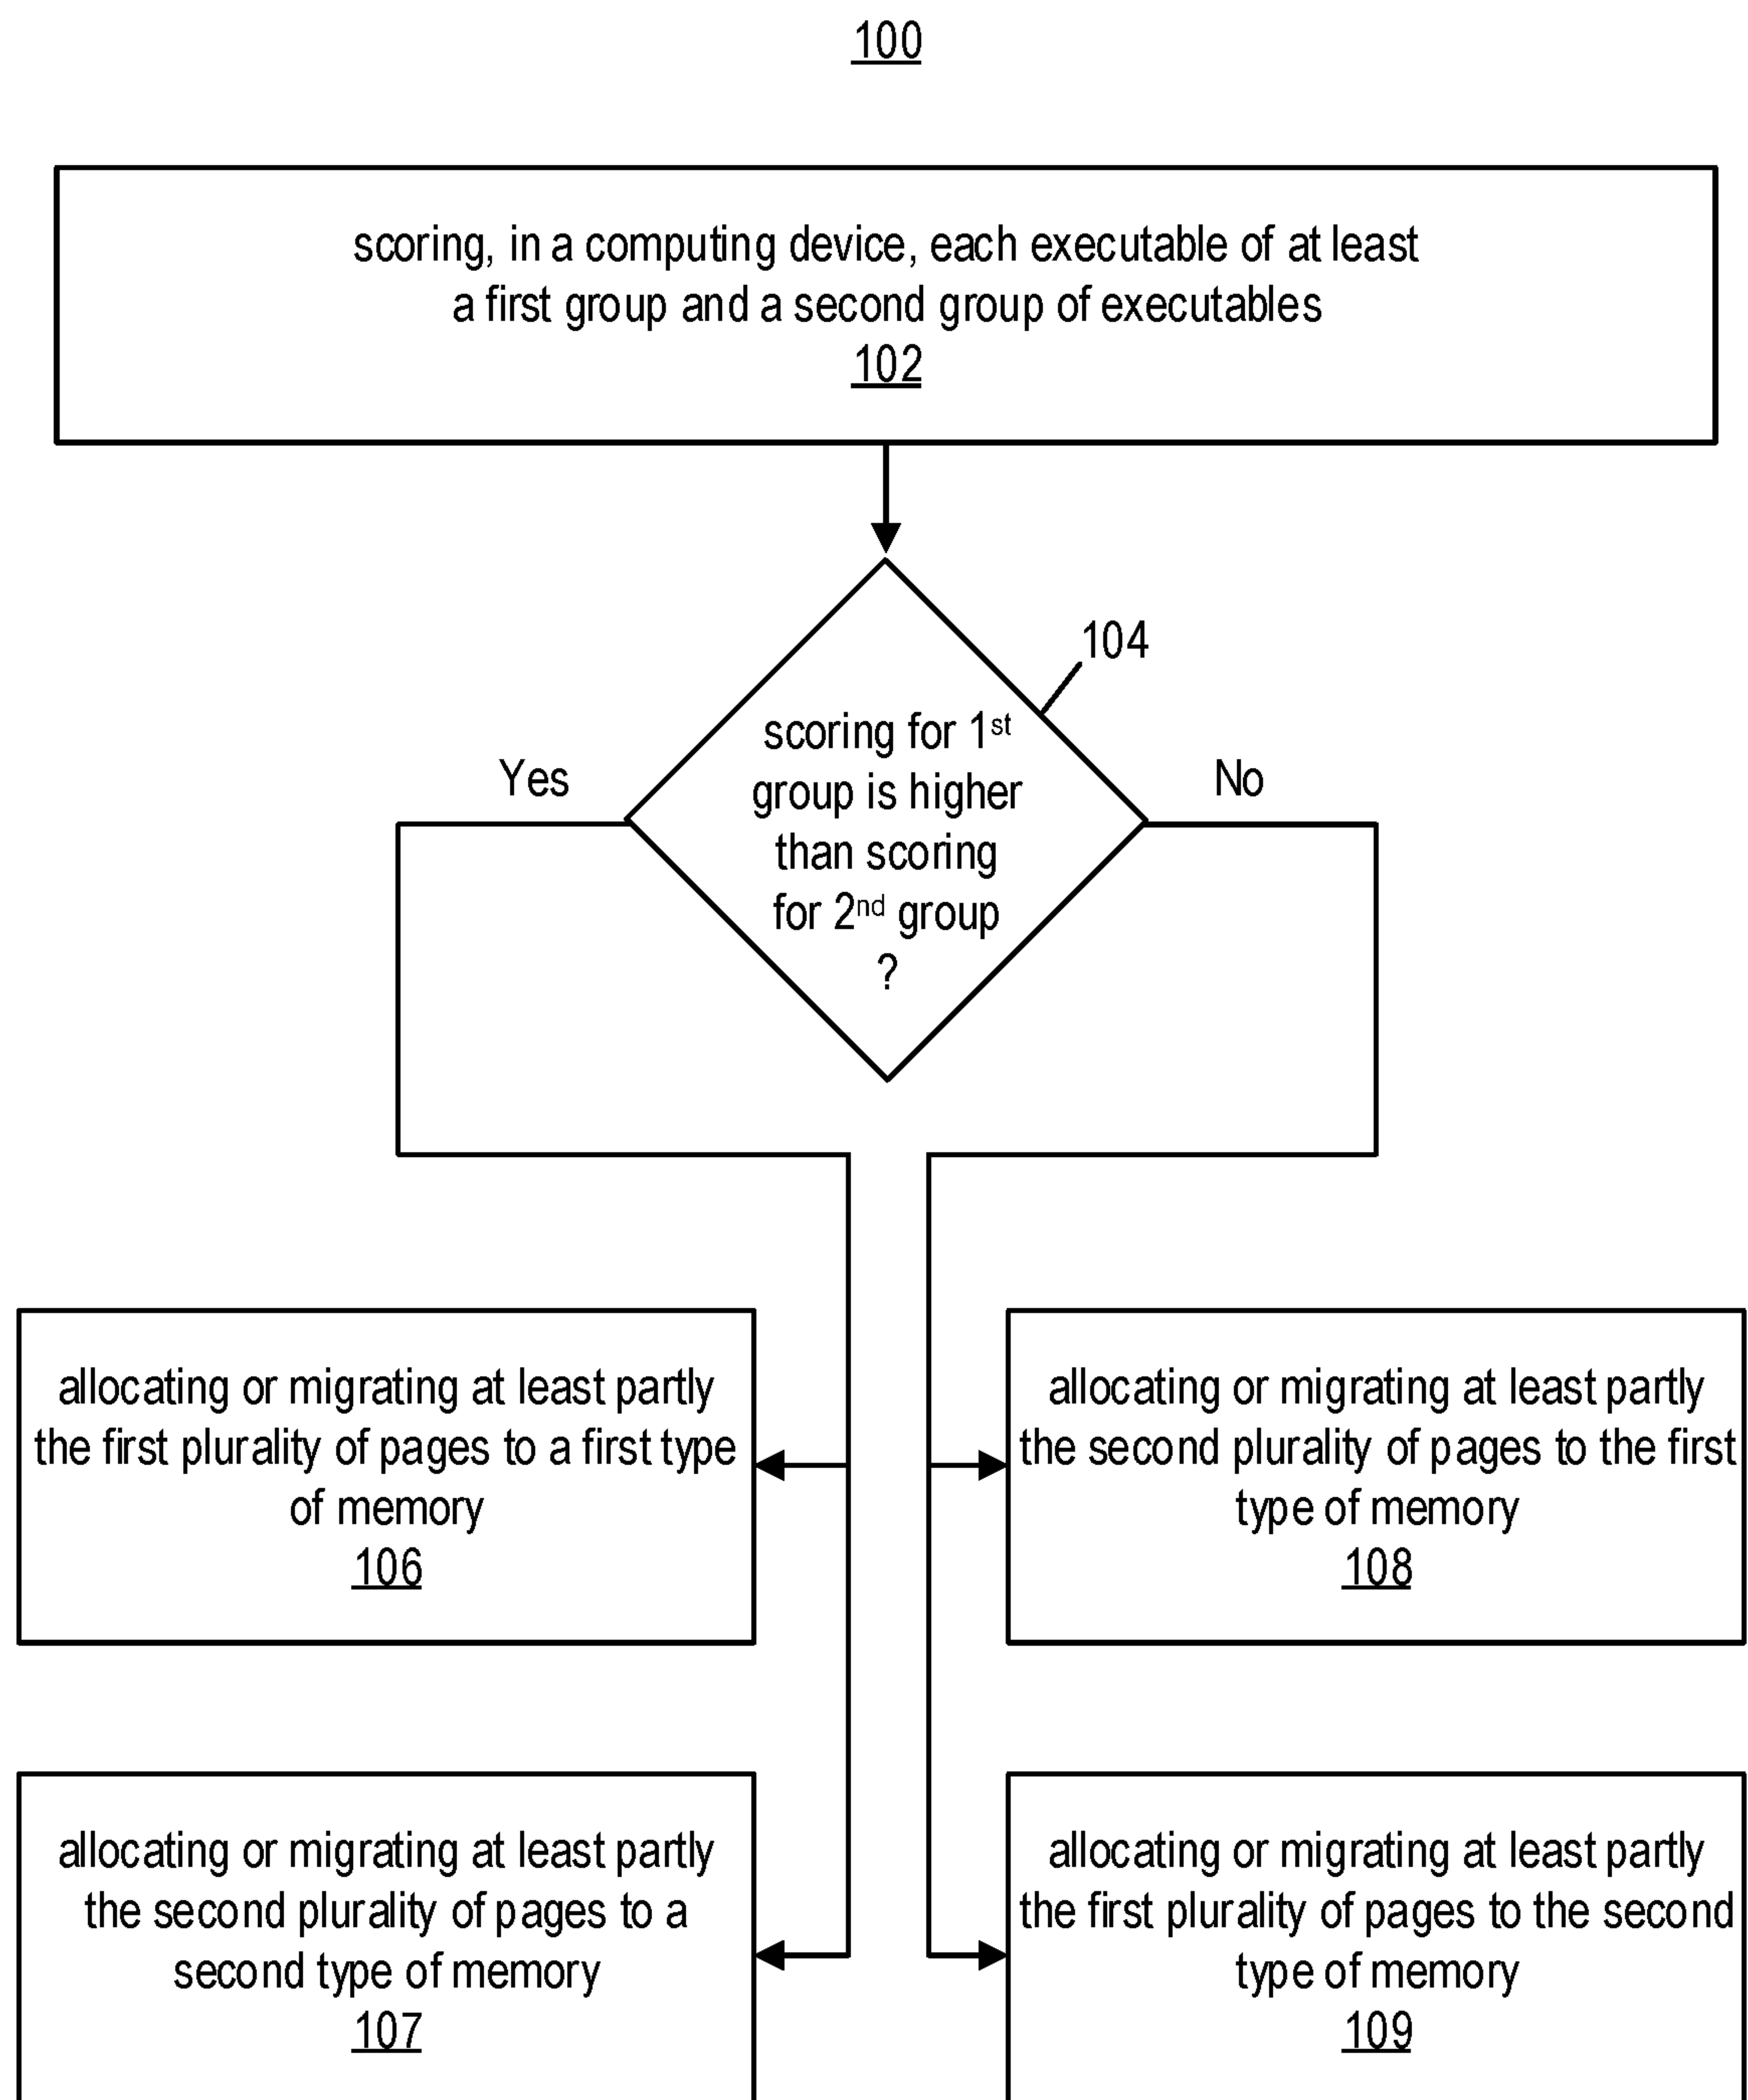 100
scoring, in a computing device, each executable of at least
a first group and a second group of executables
102
104
scoring for 1st
group is higher
than scoring
for 2nd group
?
Yes
No
allocating or migrating at least partly
the first plurality of pages to a first type
of memory
106
allocating or migrating at least partly
the second plurality of pages to the first
type of memory
108
allocating or migrating at least partly
the second plurality of pages to a
second type of memory
107
allocating or migrating at least partly
the first plurality of pages to the second
type of memory
109